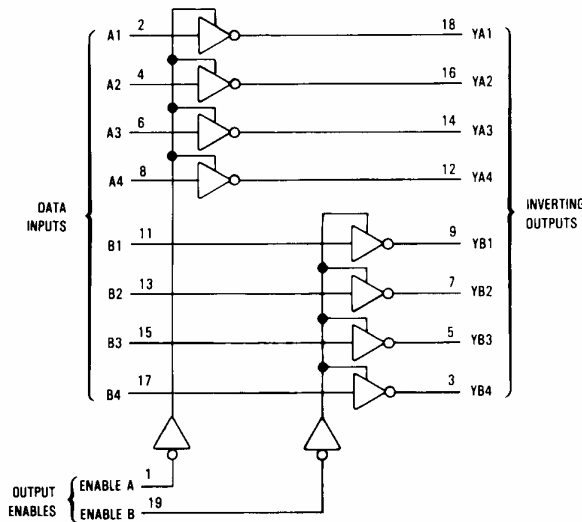 A1 2 18 YA1
A2 4 16 YA2
A3 6 14 YA3
A4 8 12 YA4
DATA INPUTS
INVERTING OUTPUTS
B1 11 9 YB1
B2 13 7 YB2
B3 15 5 YB3
B4 17 3 YB4
OUTPUT ENABLES
ENABLE A 1
ENABLE B 19